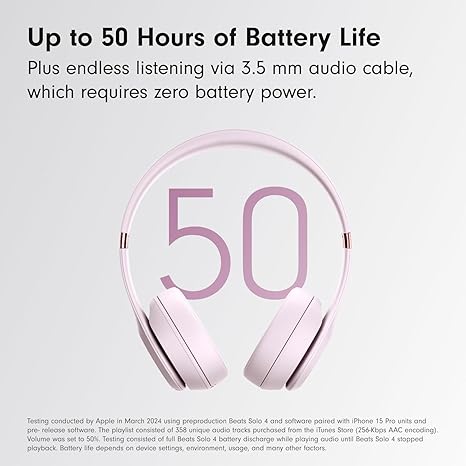 Up to 50 Hours of Battery Life
Plus endless listening via 3.5 mm audio cable,
which requires zero battery power.
50
Testing conducted by Apple in March 2024 using preproduction Beats Solo 4 and software paired with iPhone 15 Pro units and
pre- release software. The playlist consisted of 358 unique audio tracks purchased from the iTunes Store (256-Kbps AAC encoding).
Volume was set to 50%. Testing consisted of full Beats Solo 4 battery discharge while playing audio until Beats Solo 4 stopped
playback. Battery life depends on device settings, environment, usage, and many other factors.